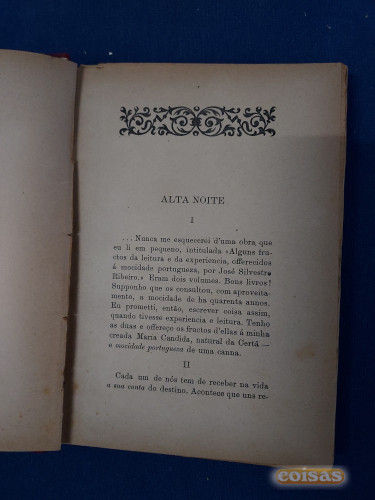 ALTA NOITE
I
...Nunca me esquecerei d'uma obra que
eu li em pequeno, intitulada «Alguns fru-
ctos da leitura e da experiencia, offerecidos
á mocidade portugueza, por José Silvestre
Ribeiro.» Eram dois volumes. Bons livros!
Supponho que os consultou, com aproveita-
mento, a mocidade de ha quarenta annos.
Eu prometti, então, escrever coisa assim,
quando tivesse experiencia e leitura. Tenho
as duas e offereço os fructos d'ellas á minha
creada Maria Candida, natural da Certã —
a mocidade portugueza de uma canna.
II
Cada um de nós tem de receber na vida
a sua conta do destino. Acontece que uns re-
coisas